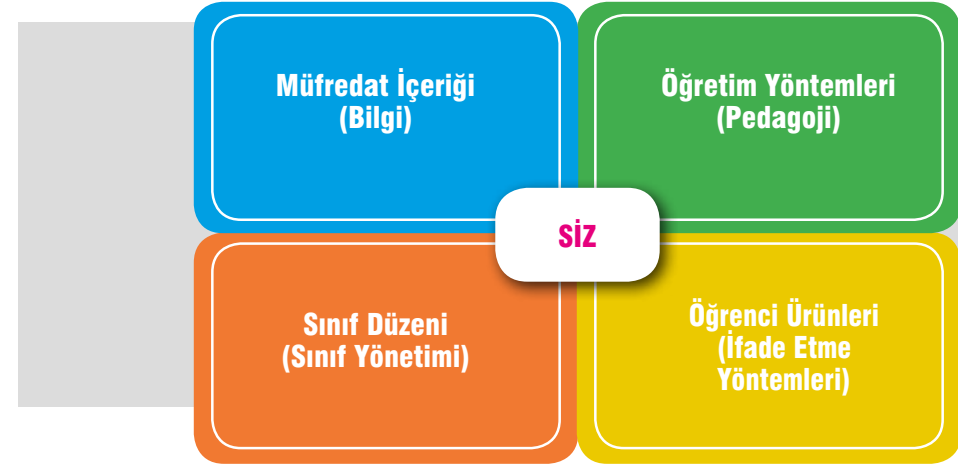 Müfredat İçeriği
(Bilgi)
Öğretim Yöntemleri
(Pedagoji)
SİZ
Sınıf Düzeni
(Sınıf Yönetimi)
Öğrenci Ürünleri
(İfade Etme
Yöntemleri)